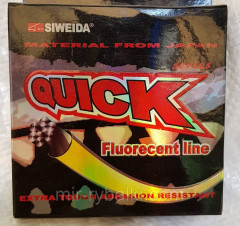 SIWEIDA
MATERIAL FROM JAPAN
QUICK
Fluorecent line
EXTRA TOUGH ABRASION RESISTANT